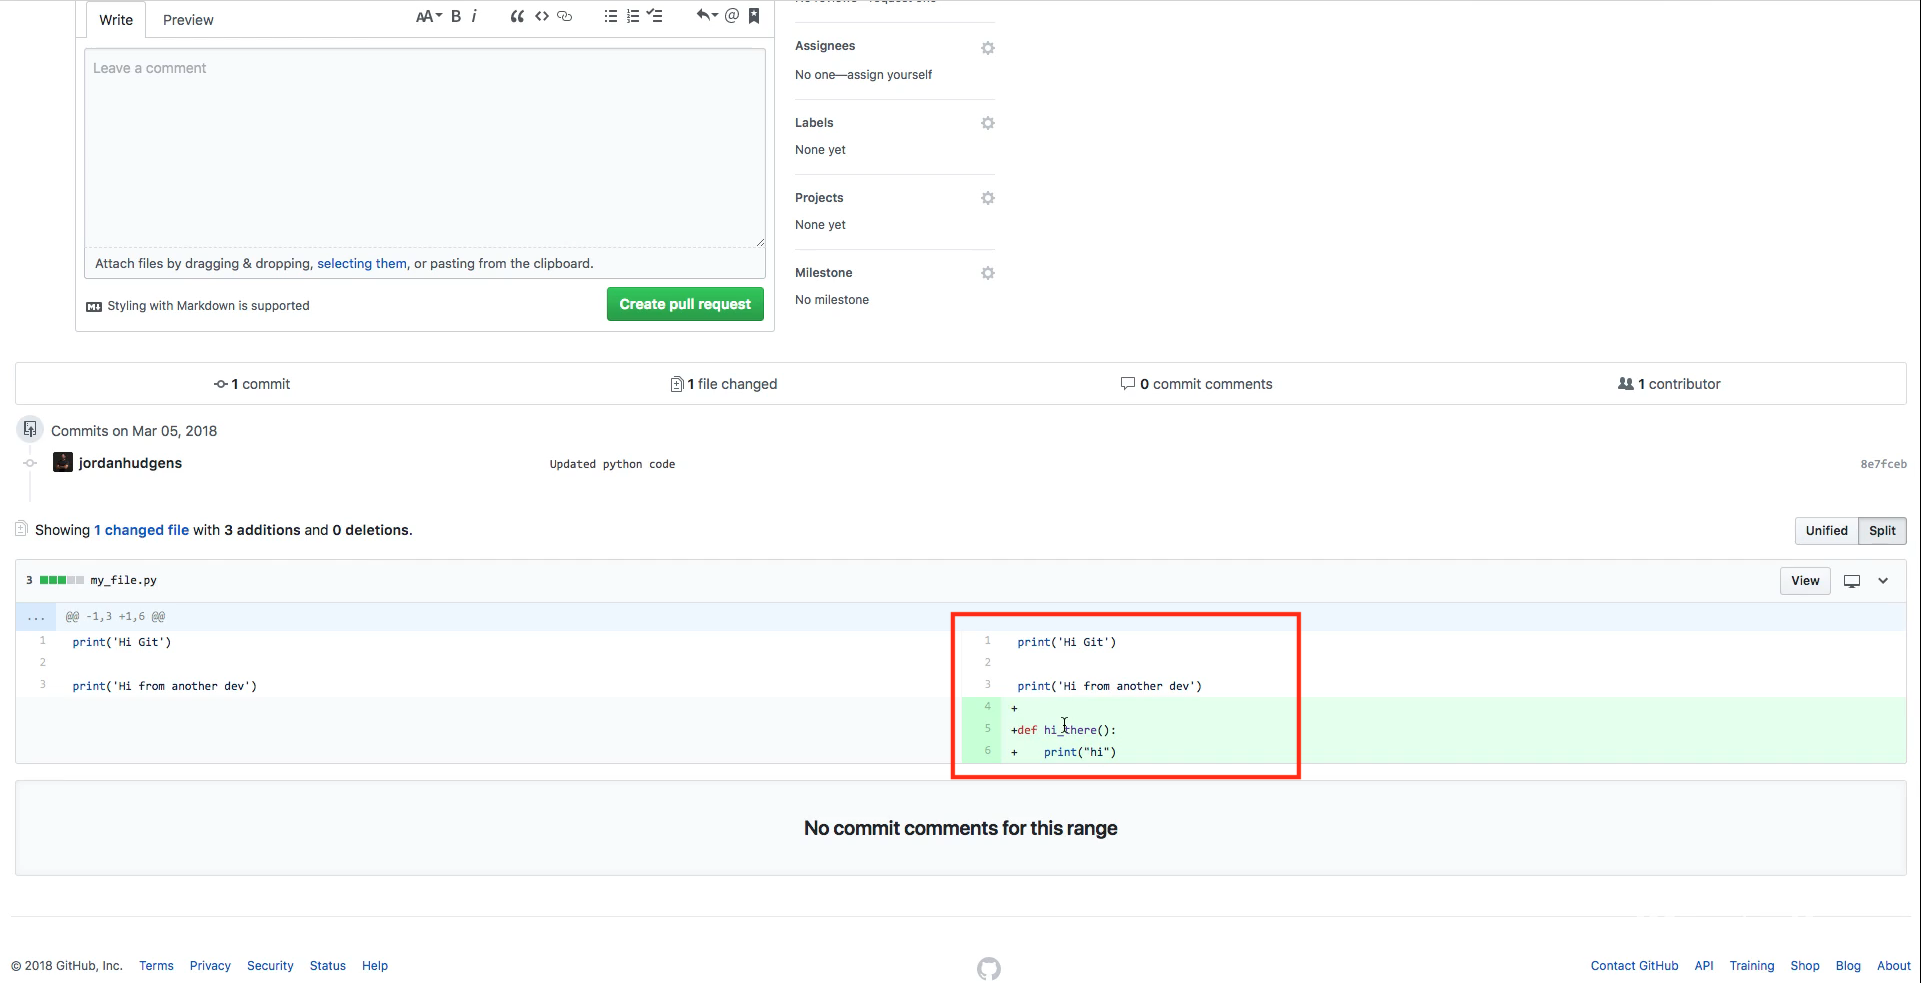 Write Preview AA B i
Leave a comment
Attach files by dragging & dropping, selecting them, or pasting from the clipboard.
Styling with Markdown is supported
Create pull request
Assignees
No one—assign yourself
Labels
None yet
Projects
None yet
Milestone
No milestone
1 commit 1 file changed 0 commit comments 1 contributor
Commits on Mar 05, 2018
jordanhudgens Updated python code 8e7fceb
Showing 1 changed file with 3 additions and 0 deletions. Unified Split
3 my_file.py View
... @@ -1,3 +1,6 @@
1 print('Hi Git')
2
3 print('Hi from another dev')
1 print('Hi Git')
2
3 print('Hi from another dev')
4 +
5 +def hi_there():
6 +    print("hi")
No commit comments for this range
© 2018 GitHub, Inc. Terms Privacy Security Status Help Contact GitHub API Training Shop Blog About